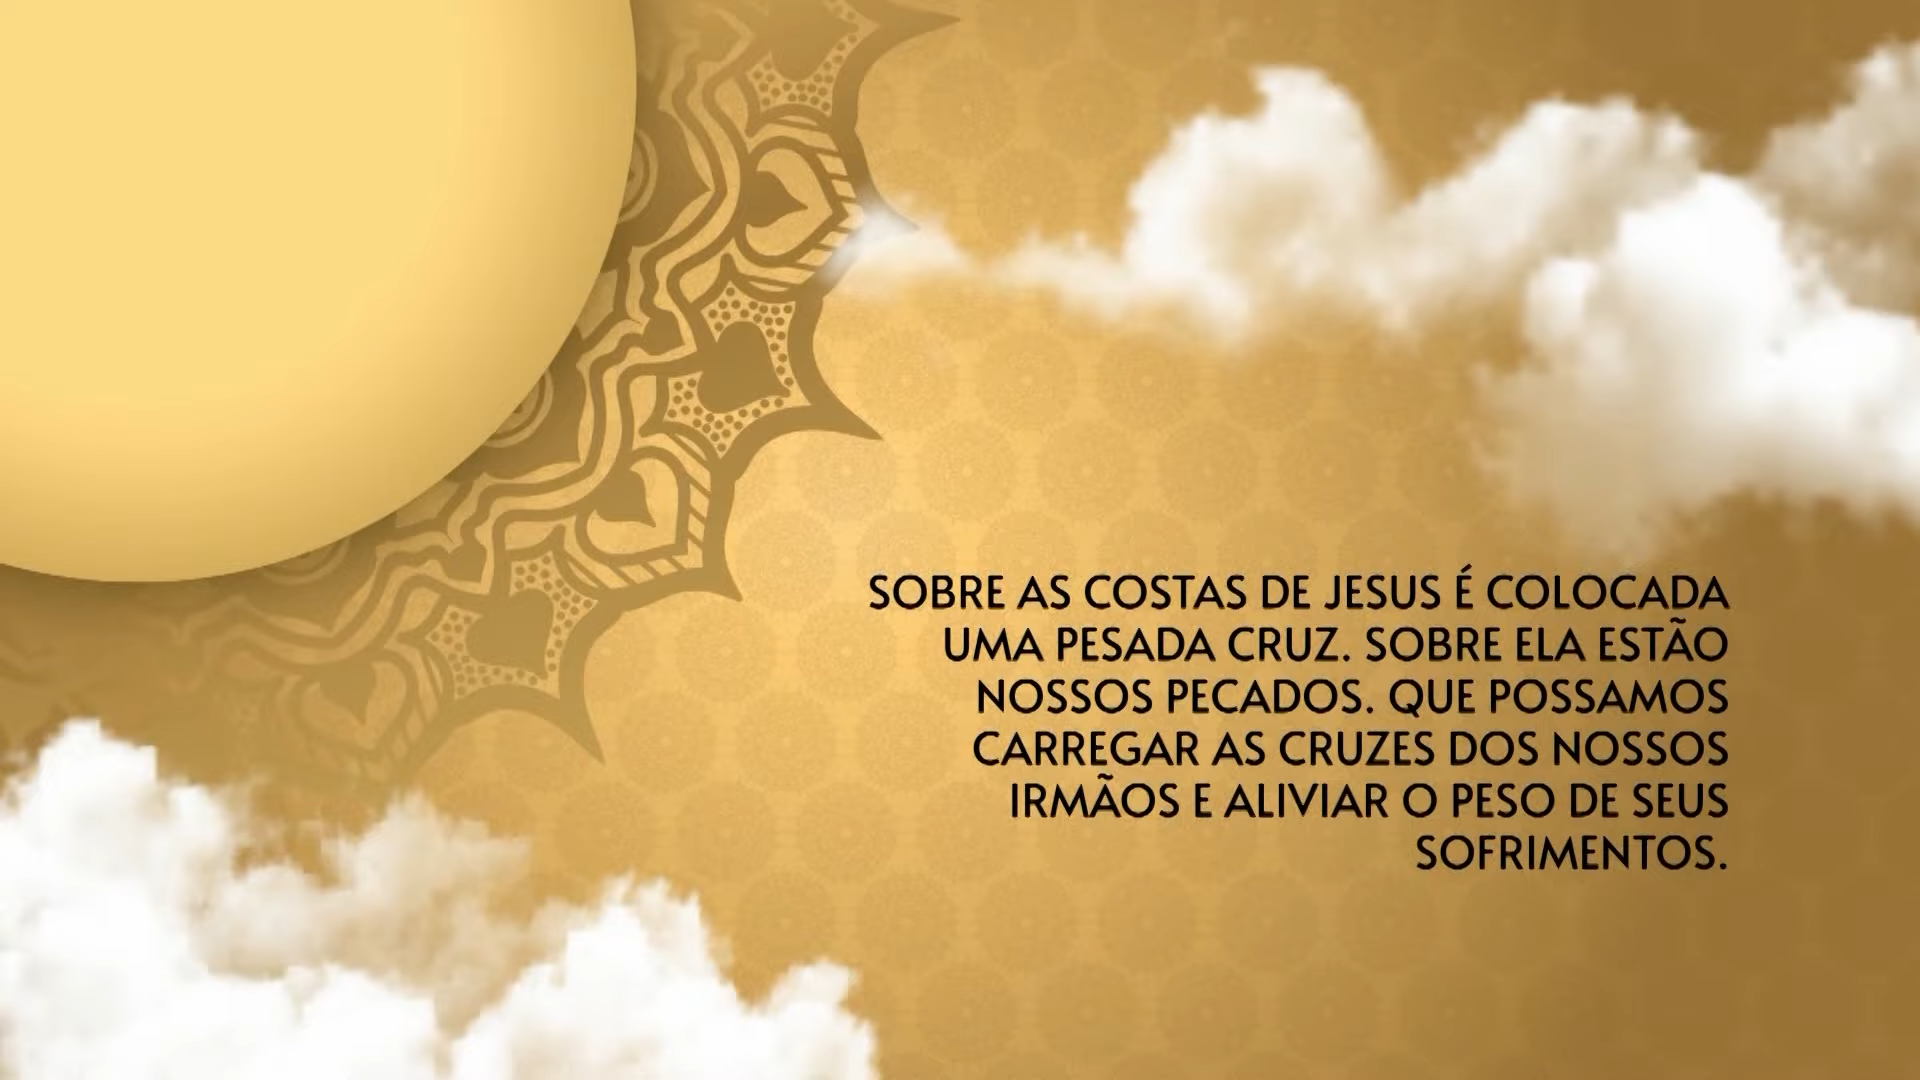 SOBRE AS COSTAS DE JESUS É COLOCADA
UMA PESADA CRUZ. SOBRE ELA ESTÃO
NOSSOS PECADOS. QUE POSSAMOS
CARREGAR AS CRUZES DOS NOSSOS
IRMÃOS E ALIVIAR O PESO DE SEUS
SOFRIMENTOS.